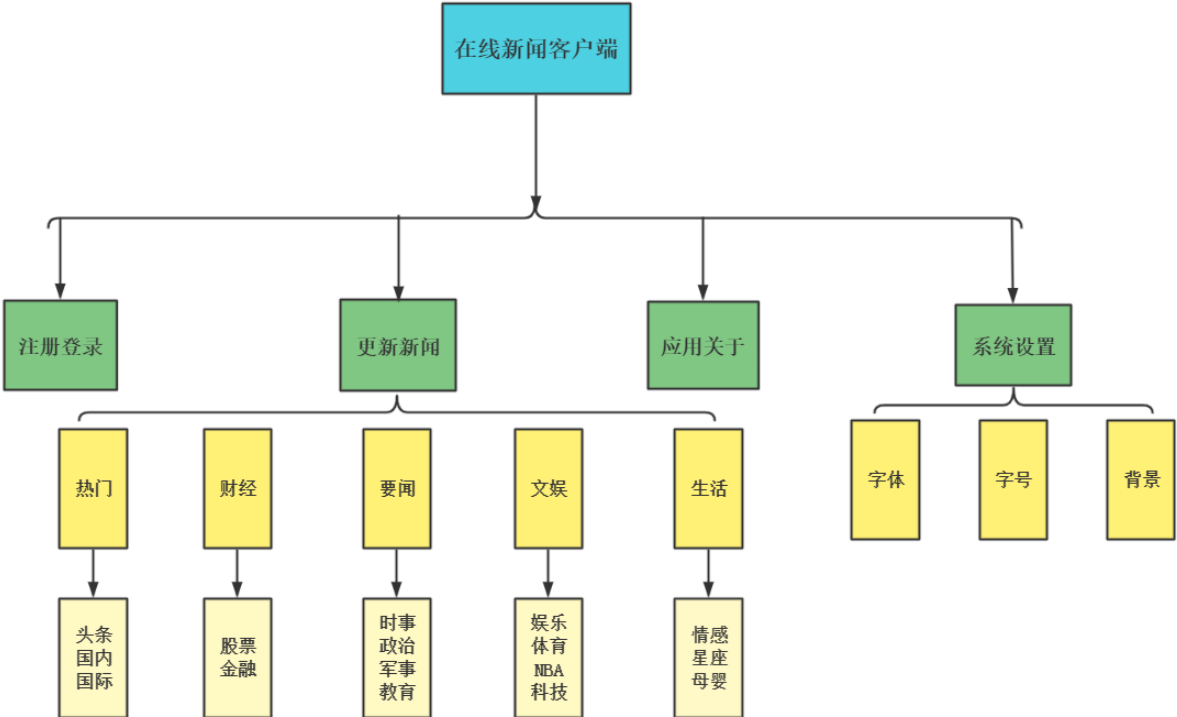 在线新闻客户端
注册登录
更新新闻
应用关于
系统设置
热门
财经
要闻
文娱
生活
字体
字号
背景
头条
国内
国际
股票
金融
时事
政治
军事
教育
娱乐
体育
NBA
科技
情感
星座
母婴